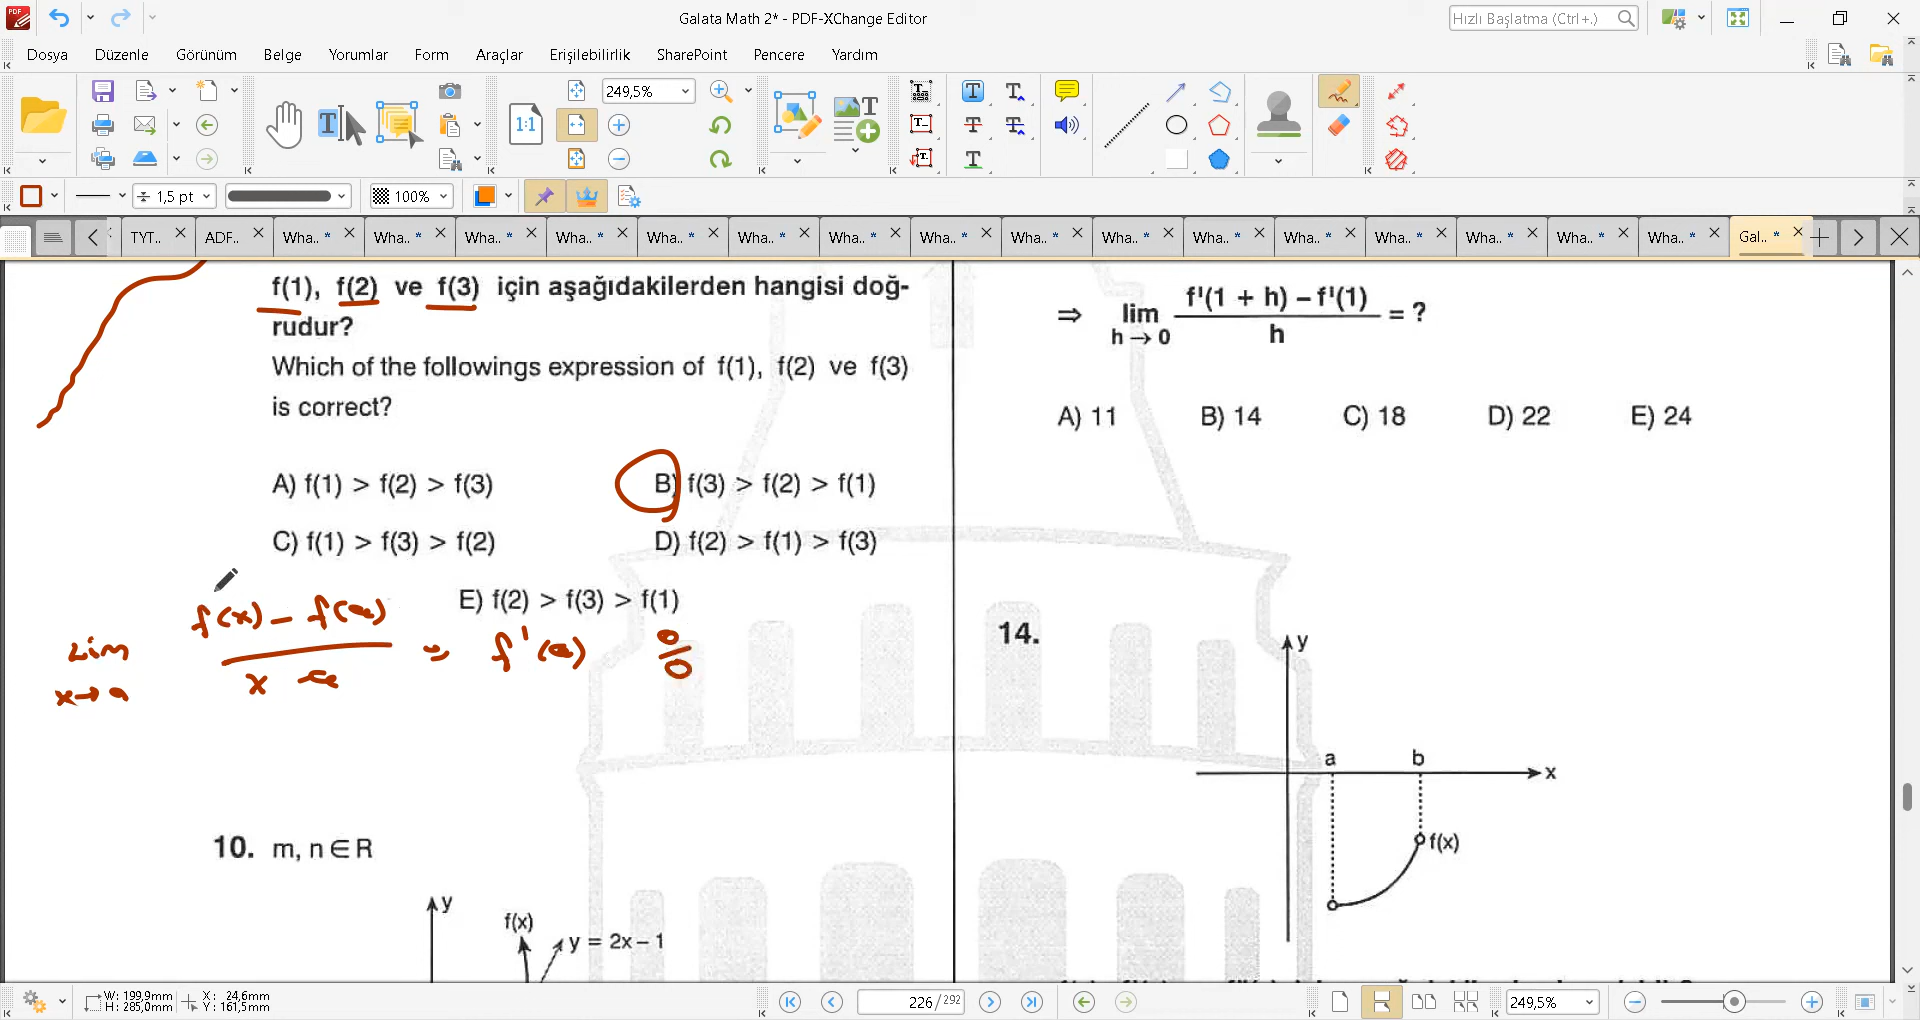 Galata Math 2* - PDF-XChange Editor
Hızlı Başlatma (Ctrl+.)
Dosya Düzenle Görünüm Belge Yorumlar Form Araçlar Erişilebilirlik SharePoint Pencere Yardım
249,5%
1:1
1,5 pt
100%
TYT.. ADF.. Wha.. * Wha.. * Wha.. * Wha.. * Wha.. * Wha.. * Wha.. * Wha.. * Wha.. * Wha.. * Wha.. * Wha.. * Wha.. * Wha.. * Wha.. * Wha.. * Gal.. *
f(1), f(2) ve f(3) için aşağıdakilerden hangisi doğ-
rudur?
Which of the followings expression of f(1), f(2) ve f(3)
is correct?
A) f(1) > f(2) > f(3)
B) f(3) > f(2) > f(1)
C) f(1) > f(3) > f(2)
D) f(2) > f(1) > f(3)
E) f(2) > f(3) > f(1)
f(x) - f(a)
Lim = f'(a) 0/0
x→a x - a
10. m, n ∈ R
y
f(x)
y = 2x – 1
⇒ lim f'(1 + h) – f'(1) = ?
h → 0 h
A) 11 B) 14 C) 18 D) 22 E) 24
14.
y
a b
x
f(x)
W: 199,9mm X: 24,6mm
H: 285,0mm Y: 161,5mm
226 / 292
249,5%